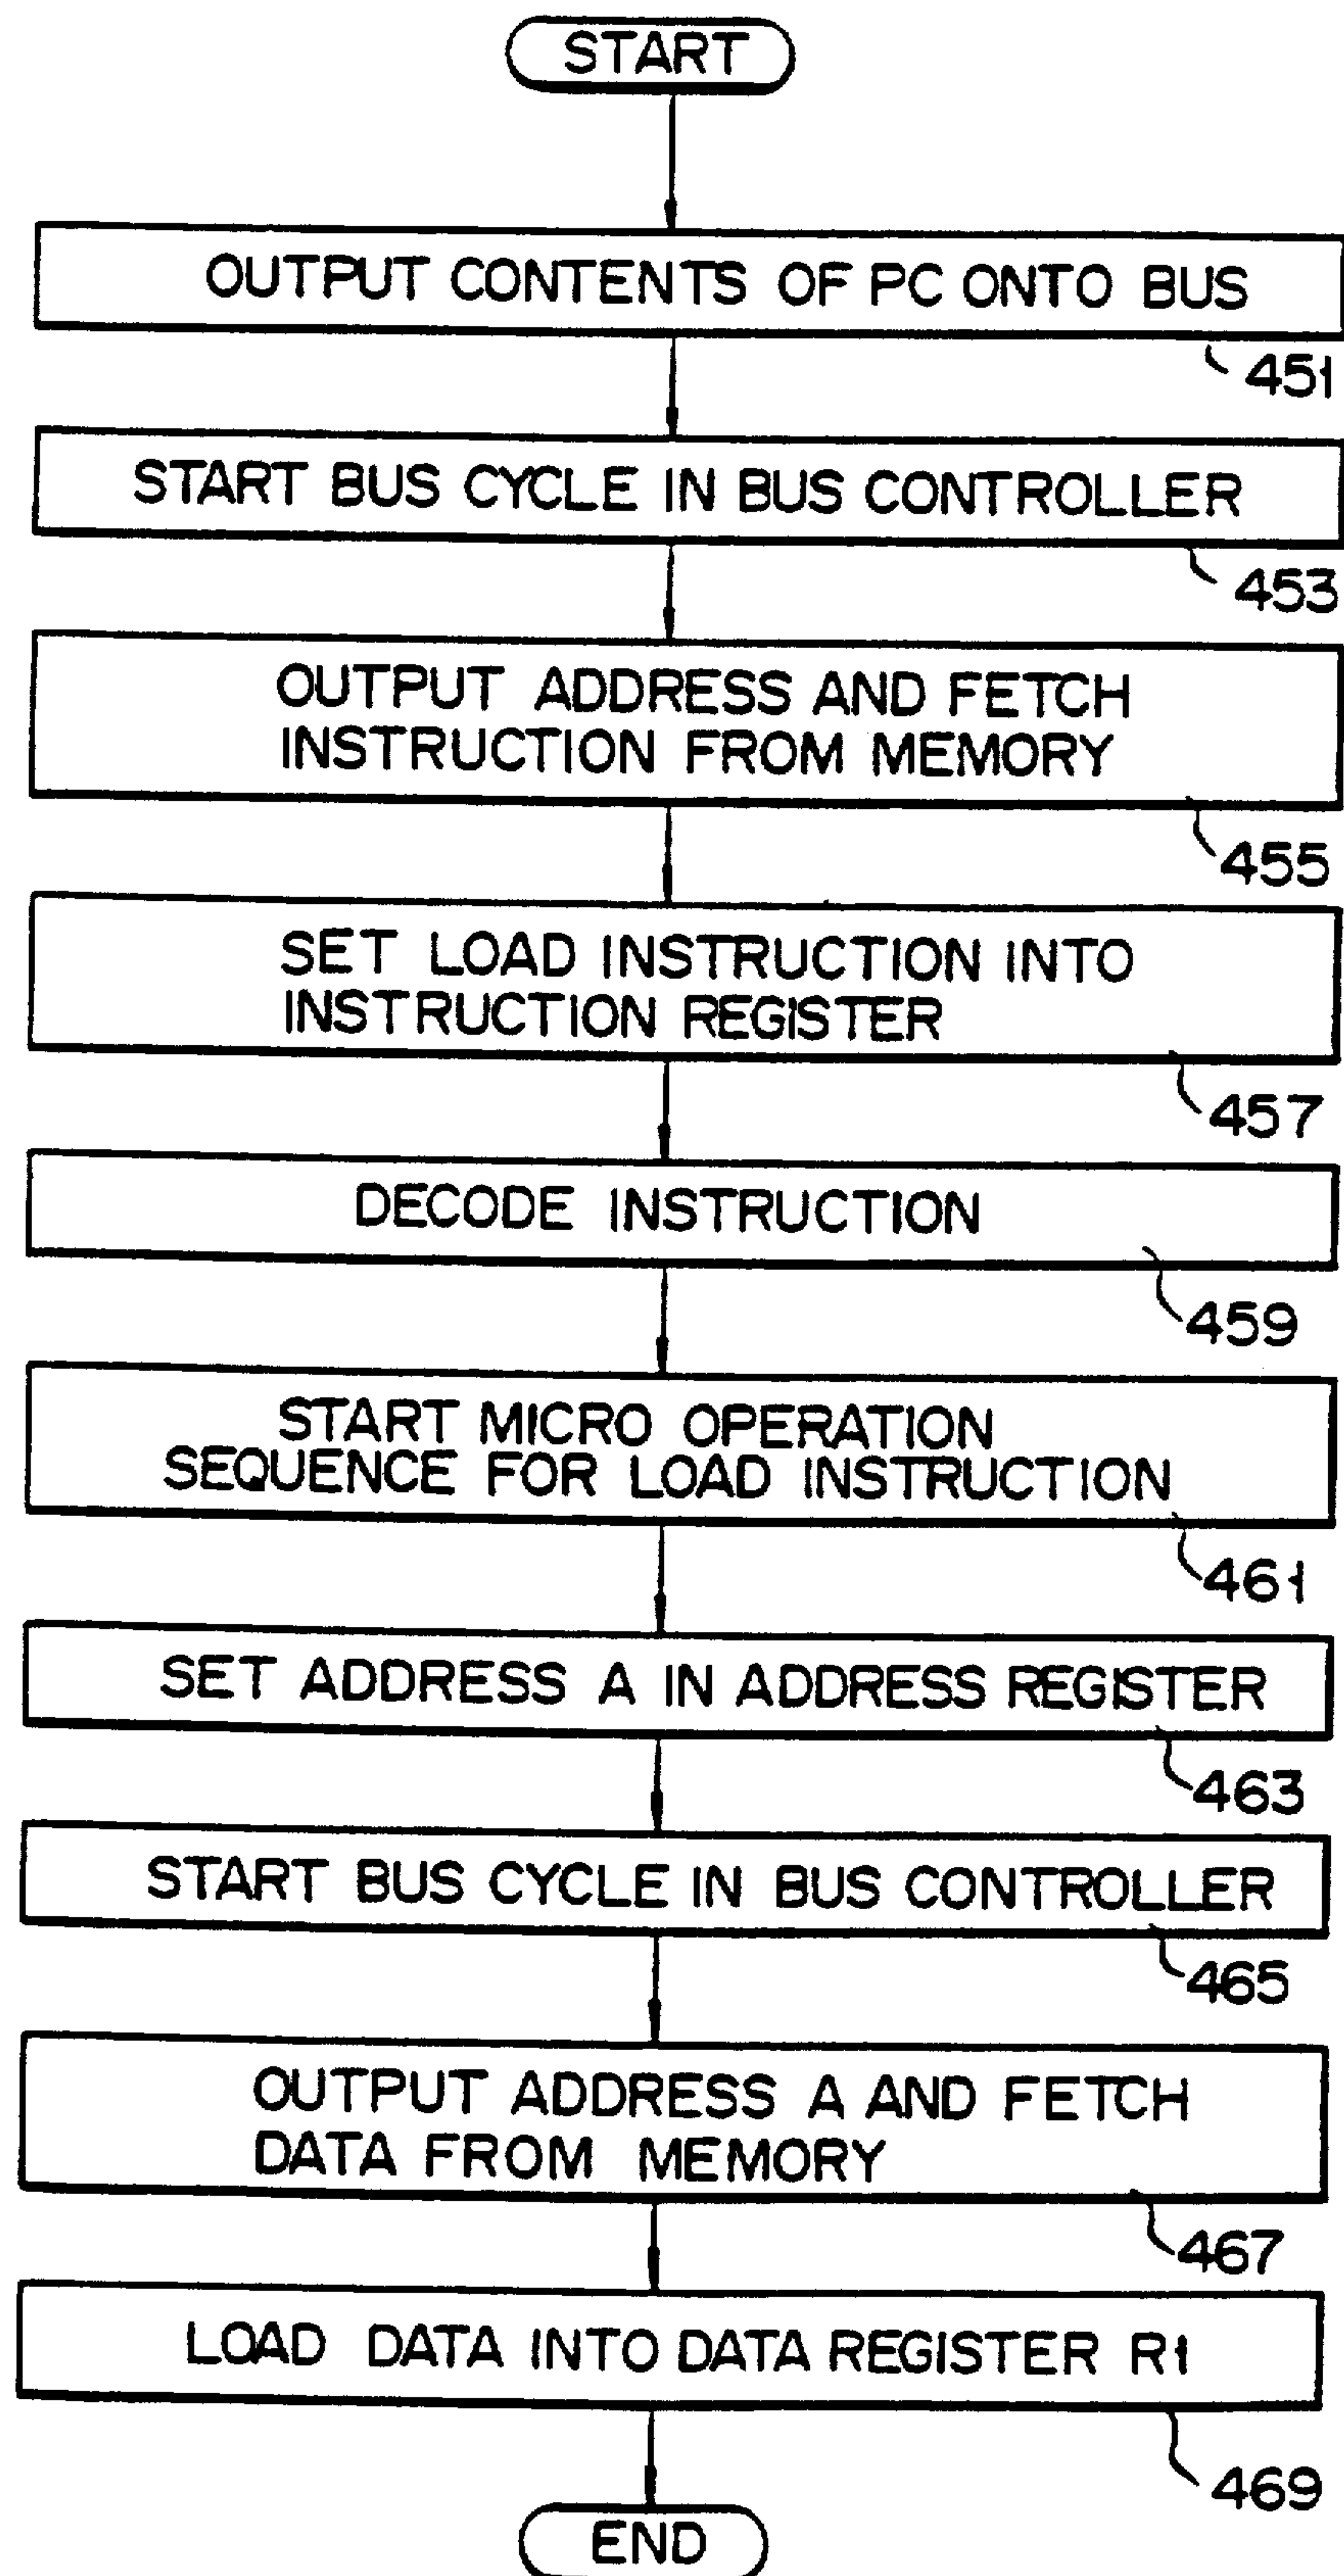 START
OUTPUT CONTENTS OF PC ONTO BUS
451
START BUS CYCLE IN BUS CONTROLLER
453
OUTPUT ADDRESS AND FETCH
INSTRUCTION FROM MEMORY
455
SET LOAD INSTRUCTION INTO
INSTRUCTION REGISTER
457
DECODE INSTRUCTION
459
START MICRO OPERATION
SEQUENCE FOR LOAD INSTRUCTION
461
SET ADDRESS A IN ADDRESS REGISTER
463
START BUS CYCLE IN BUS CONTROLLER
465
OUTPUT ADDRESS A AND FETCH
DATA FROM MEMORY
467
LOAD DATA INTO DATA REGISTER R1
469
END